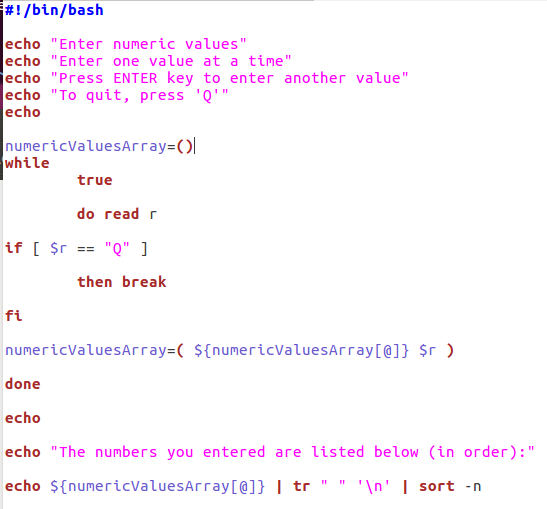 #!/bin/bash
echo "Enter numeric values"
echo "Enter one value at a time"
echo "Press ENTER key to enter another value"
echo "To quit, press 'Q'"
echo
numericValuesArray=()
while
true
do read r
if [ $r == "Q" ]
then break
fi
numericValuesArray=( ${numericValuesArray[@]} $r )
done
echo
echo "The numbers you entered are listed below (in order):"
echo ${numericValuesArray[@]} | tr " " '\n' | sort -n